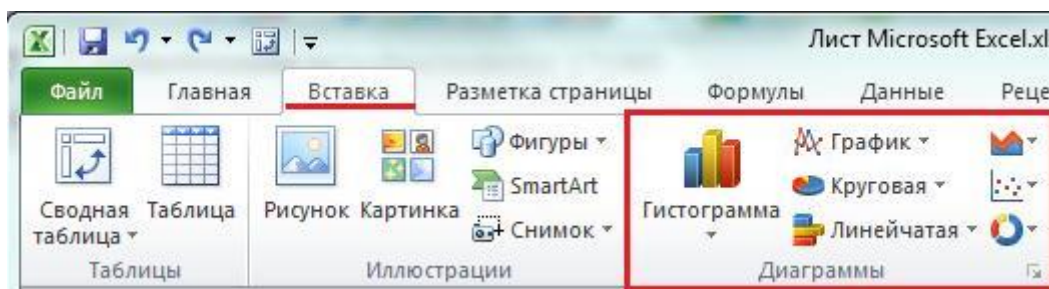 Лист Microsoft Excel.xl
Файл Главная Вставка Разметка страницы Формулы Данные Реце
Сводная таблица
Таблица
Рисунок
Картинка
Фигуры
SmartArt
Снимок
Гистограмма
График
Круговая
Линейчатая
Таблицы
Иллюстрации
Диаграммы